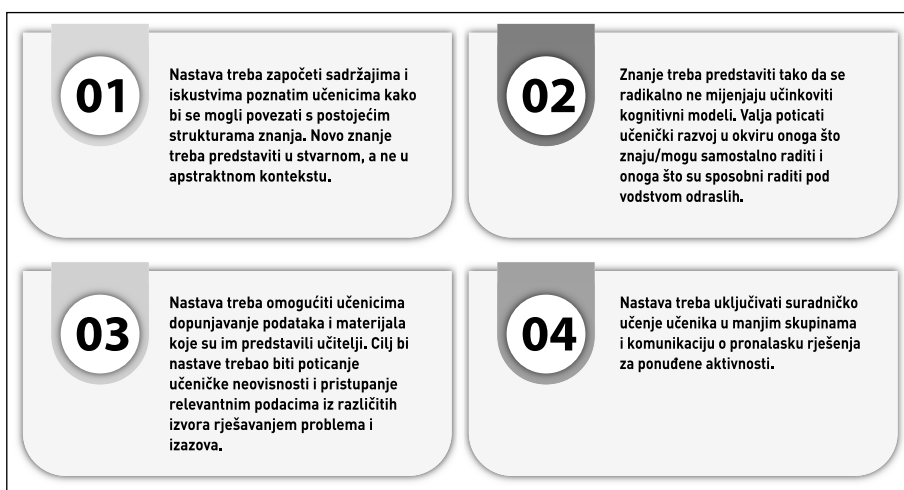 01
Nastava treba započeti sadržajima i
iskustvima poznatim učenicima kako
bi se mogli povezati s postojećim
strukturama znanja. Novo znanje
treba predstaviti u stvarnom, a ne u
apstraktnom kontekstu.
02
Znanje treba predstaviti tako da se
radikalno ne mijenjaju učinkoviti
kognitivni modeli. Valja poticati
učenički razvoj u okviru onoga što
znaju/mogu samostalno raditi i
onoga što su sposobni raditi pod
vodstvom odraslih.
03
Nastava treba omogućiti učenicima
dopunjavanje podataka i materijala
koje su im predstavili učitelji. Cilj bi
nastave trebao biti poticanje
učeničke neovisnosti i pristupanje
relevantnim podacima iz različitih
izvora rješavanjem problema i
izazova.
04
Nastava treba uključivati suradničko
učenje učenika u manjim skupinama
i komunikaciju o pronalasku rješenja
za ponuđene aktivnosti.